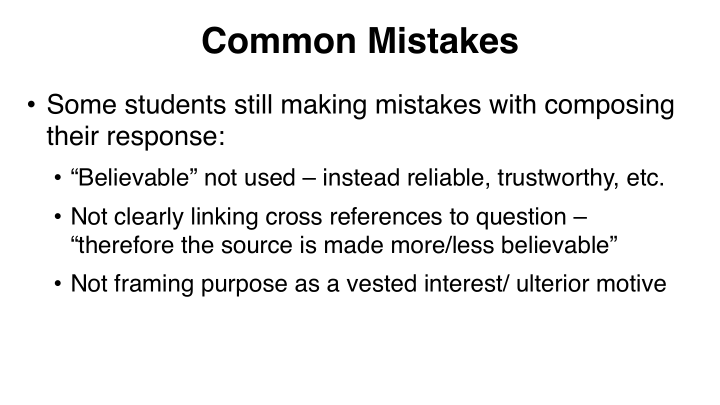 Common Mistakes
• Some students still making mistakes with composing
their response:
• “Believable” not used – instead reliable, trustworthy, etc.
• Not clearly linking cross references to question –
“therefore the source is made more/less believable”
• Not framing purpose as a vested interest/ ulterior motive